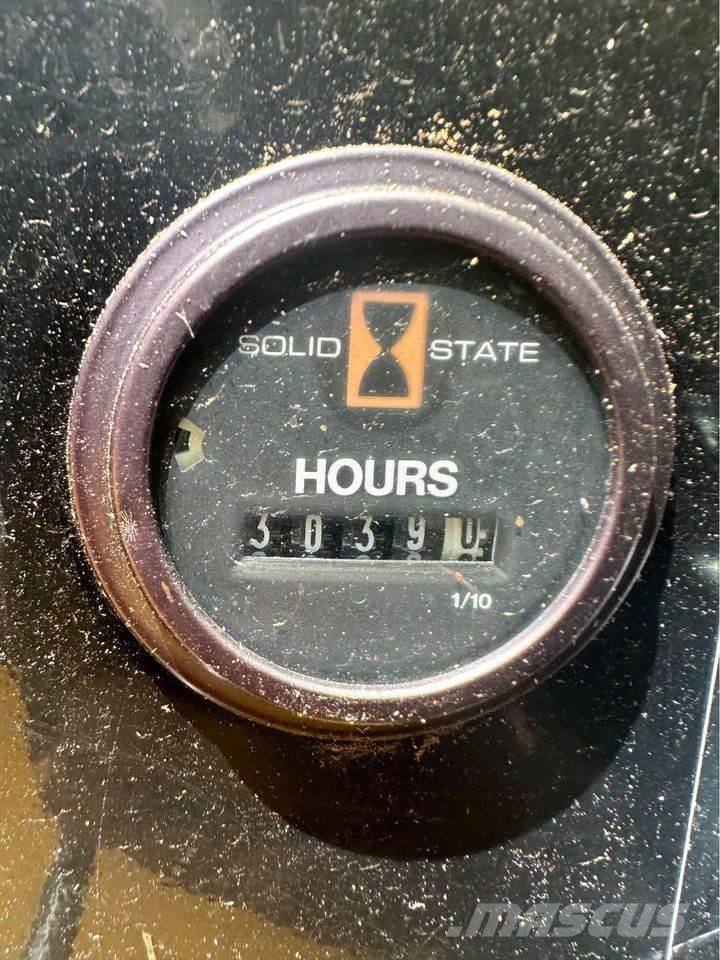 SOLID STATE
HOURS
30390
1/10
MASCUS